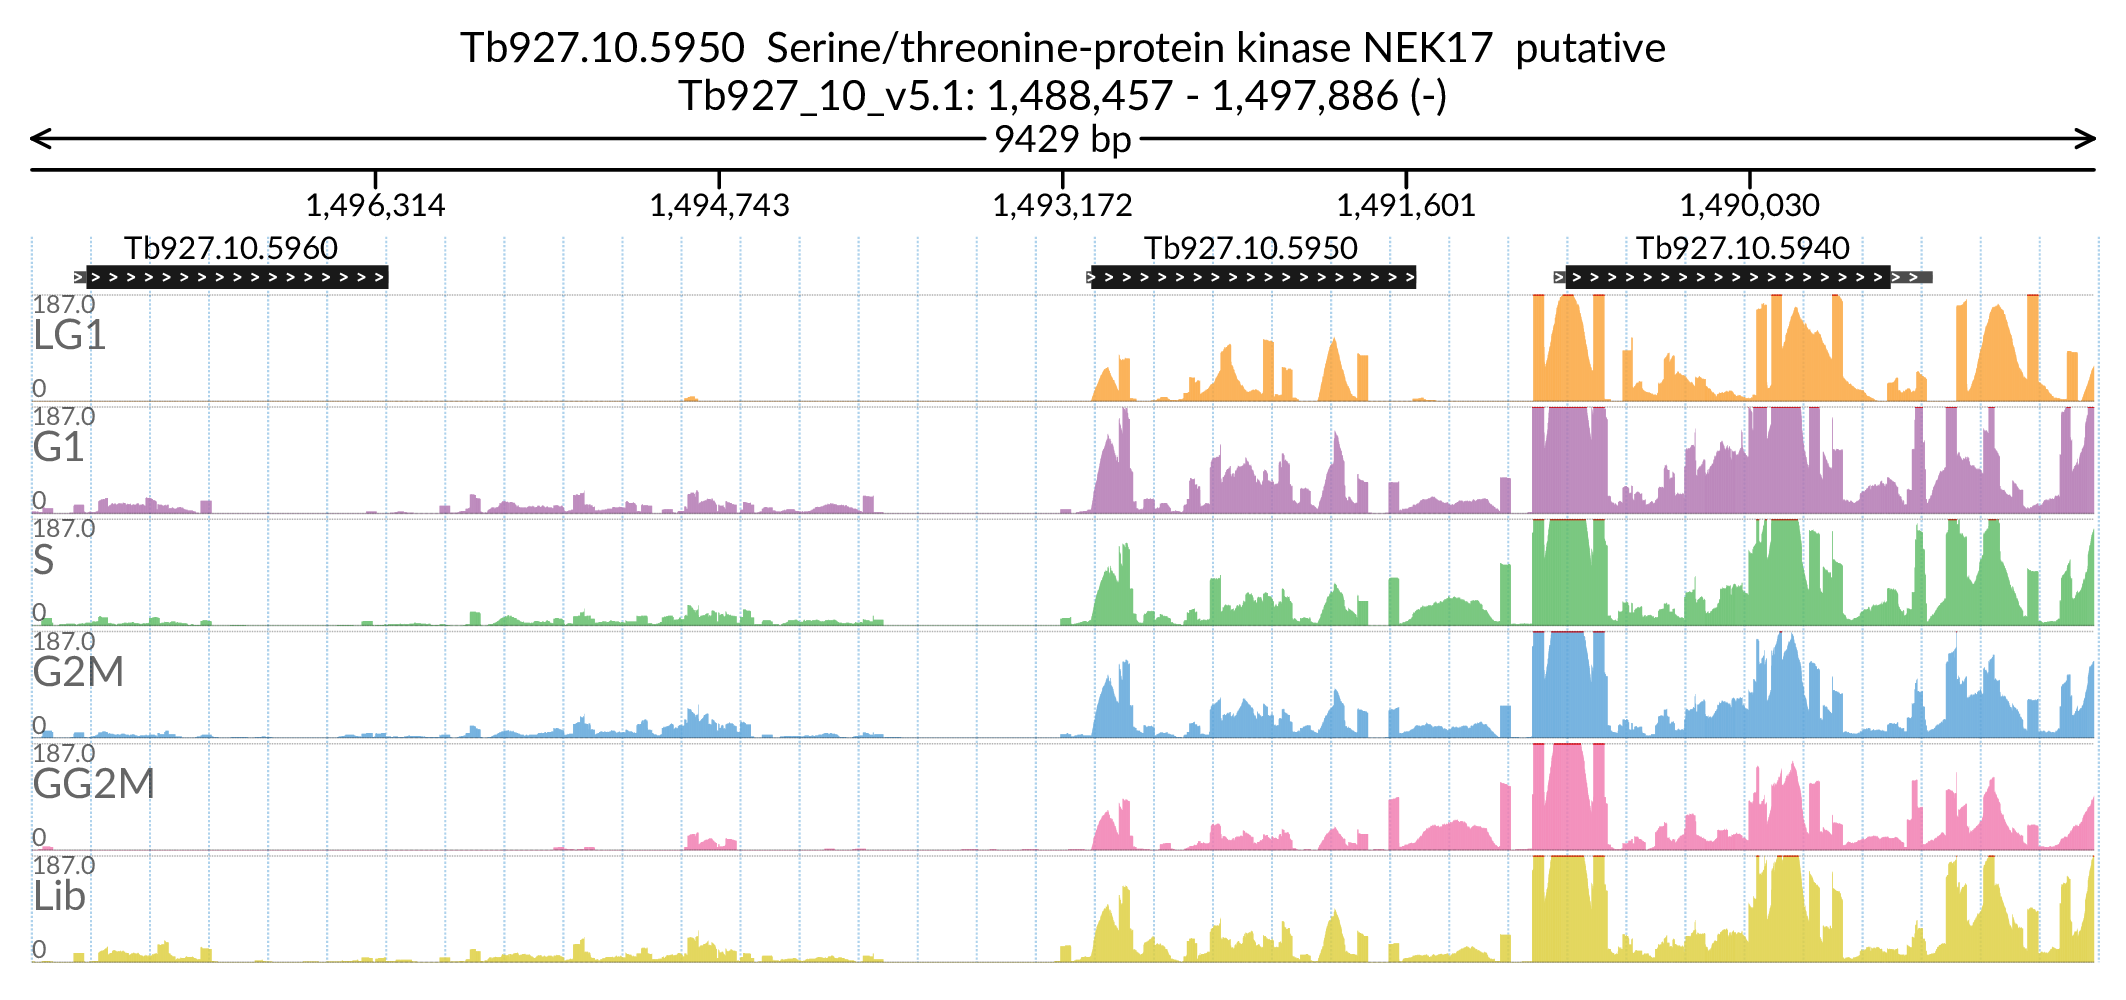 Tb927.10.5950  Serine/threonine-protein kinase NEK17  putative
Tb927_10_v5.1: 1,488,457 - 1,497,886 (-)
9429 bp
1,496,314 1,494,743 1,493,172 1,491,601 1,490,030
Tb927.10.5960 Tb927.10.5950 Tb927.10.5940
187.0
LG1
0
187.0
G1
0
187.0
S
0
187.0
G2M
0
187.0
GG2M
0
187.0
Lib
0